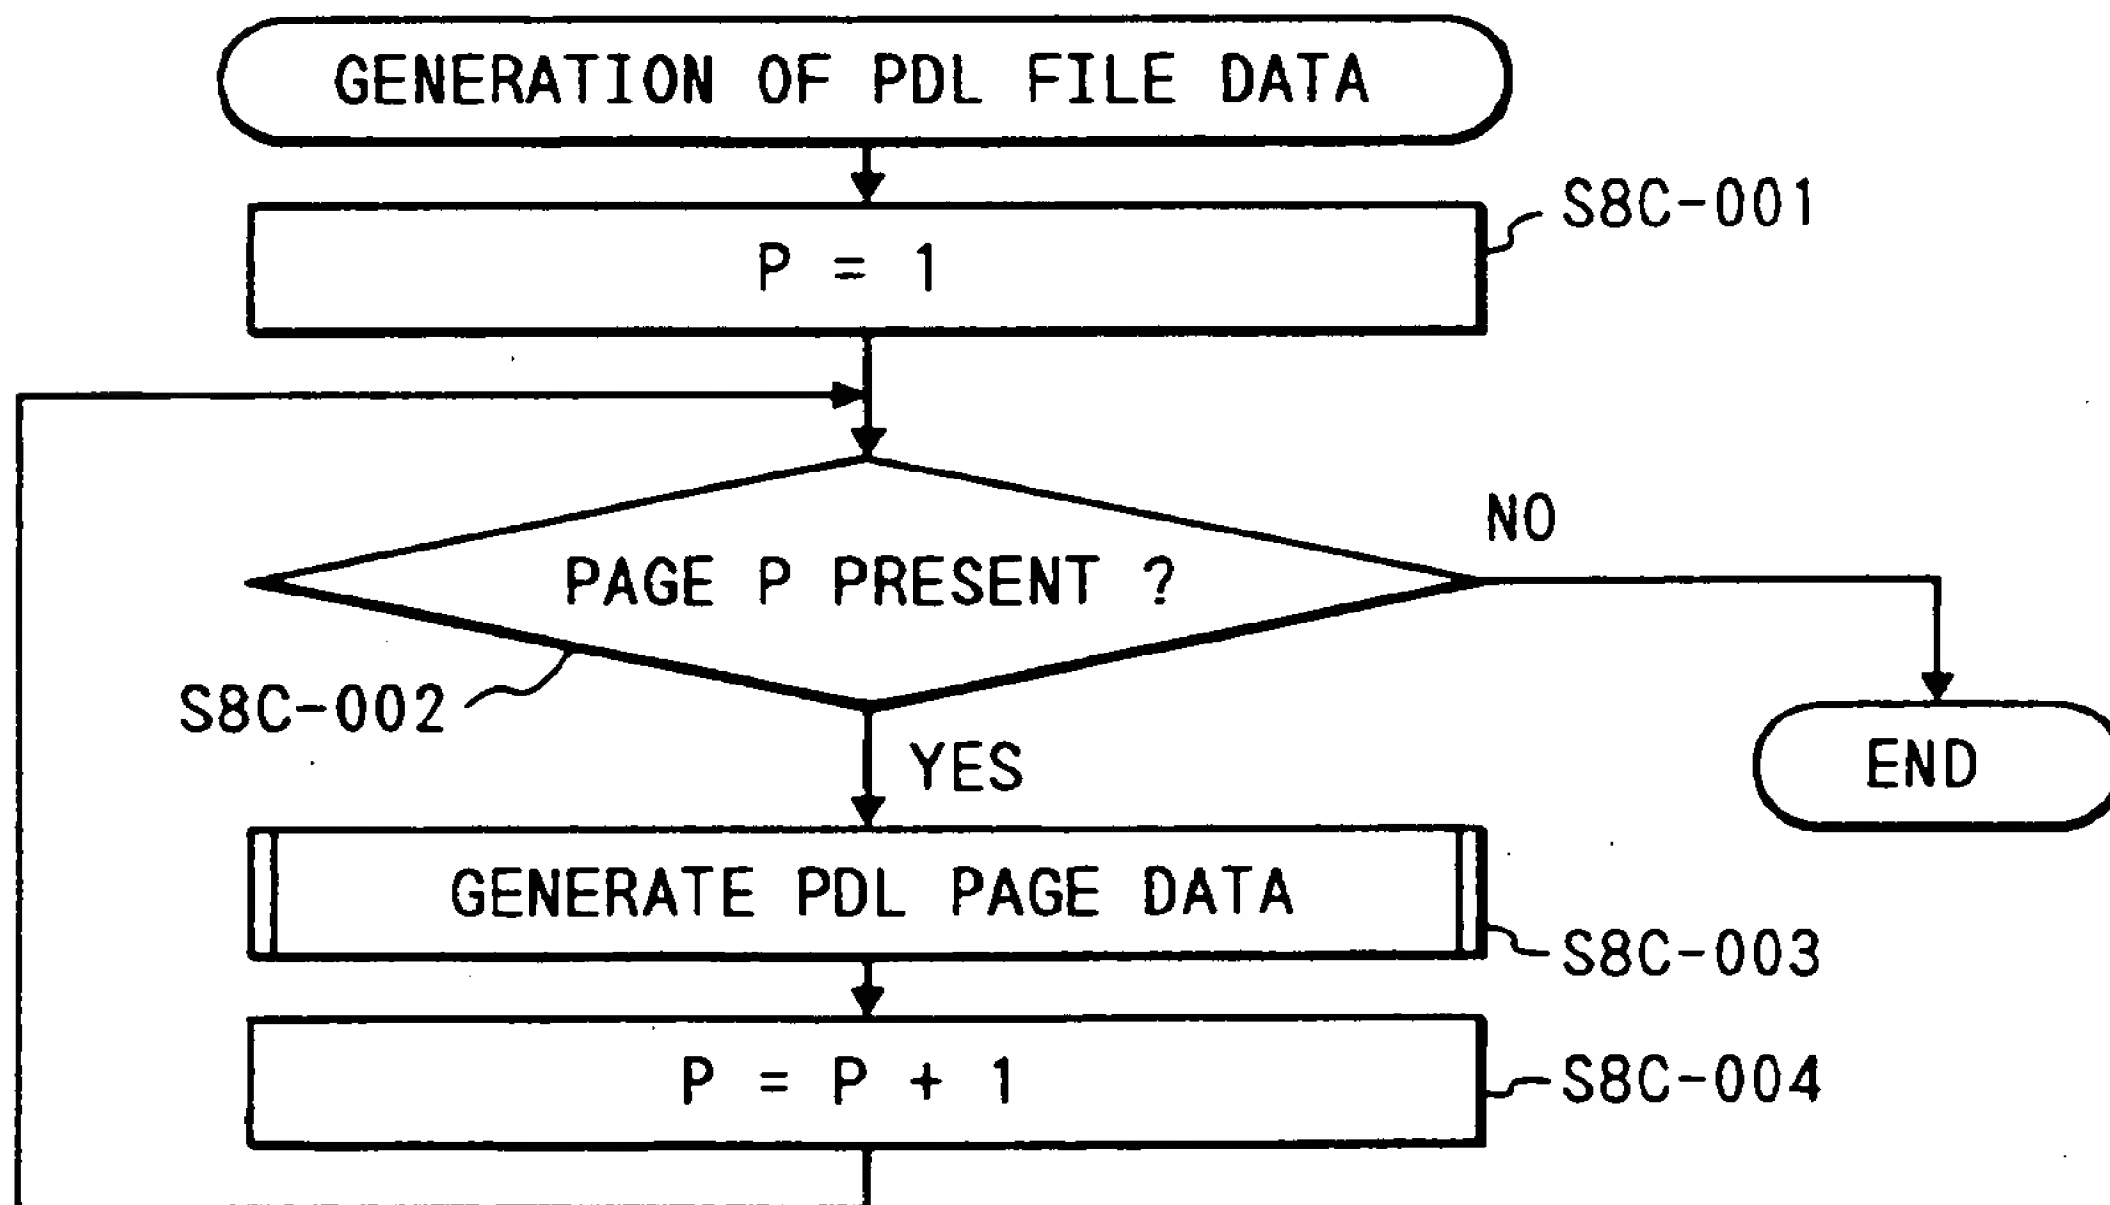 GENERATION OF PDL FILE DATA
S8C-001
P = 1
NO
PAGE P PRESENT ?
S8C-002
YES
END
GENERATE PDL PAGE DATA
S8C-003
P = P + 1
S8C-004